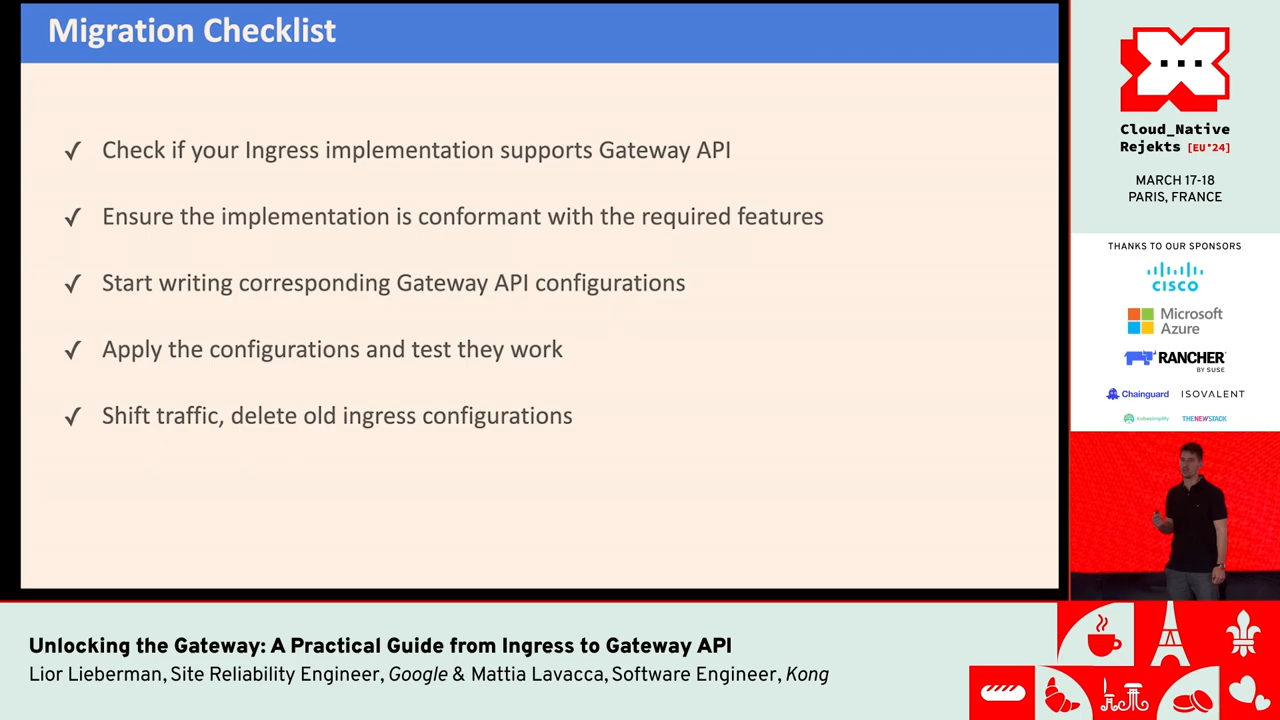 Migration Checklist
✓ Check if your Ingress implementation supports Gateway API
✓ Ensure the implementation is conformant with the required features
✓ Start writing corresponding Gateway API configurations
✓ Apply the configurations and test they work
✓ Shift traffic, delete old ingress configurations
Cloud_Native
Rejekts [EU'24]
MARCH 17-18
PARIS, FRANCE
THANKS TO OUR SPONSORS
CISCO
Microsoft
Azure
RANCHER
BY SUSE
Chainguard ISOVALENT
kubesimplify THENEWSTACK
Unlocking the Gateway: A Practical Guide from Ingress to Gateway API
Lior Lieberman, Site Reliability Engineer, Google & Mattia Lavacca, Software Engineer, Kong